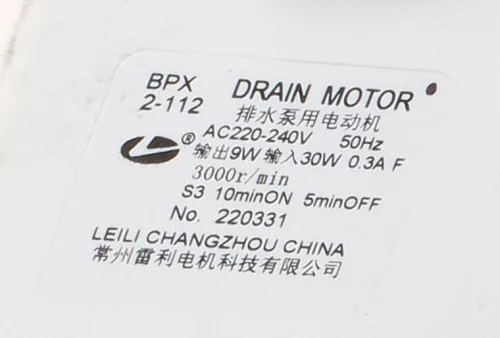 BPX DRAIN MOTOR
2-112 排水泵用电动机
AC220-240V 50Hz
® 输出9W 输入30W 0.3A F
3000r/min
S3 10minON 5minOFF
No. 220331
LEILI CHANGZHOU CHINA
常州雷利电机科技有限公司